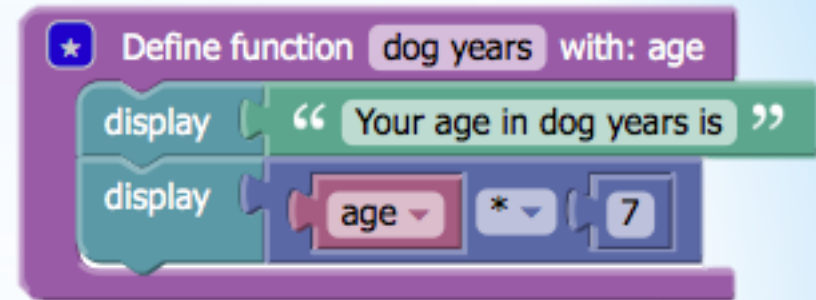 Define function dog years with: age
display “ Your age in dog years is ”
display age * 7